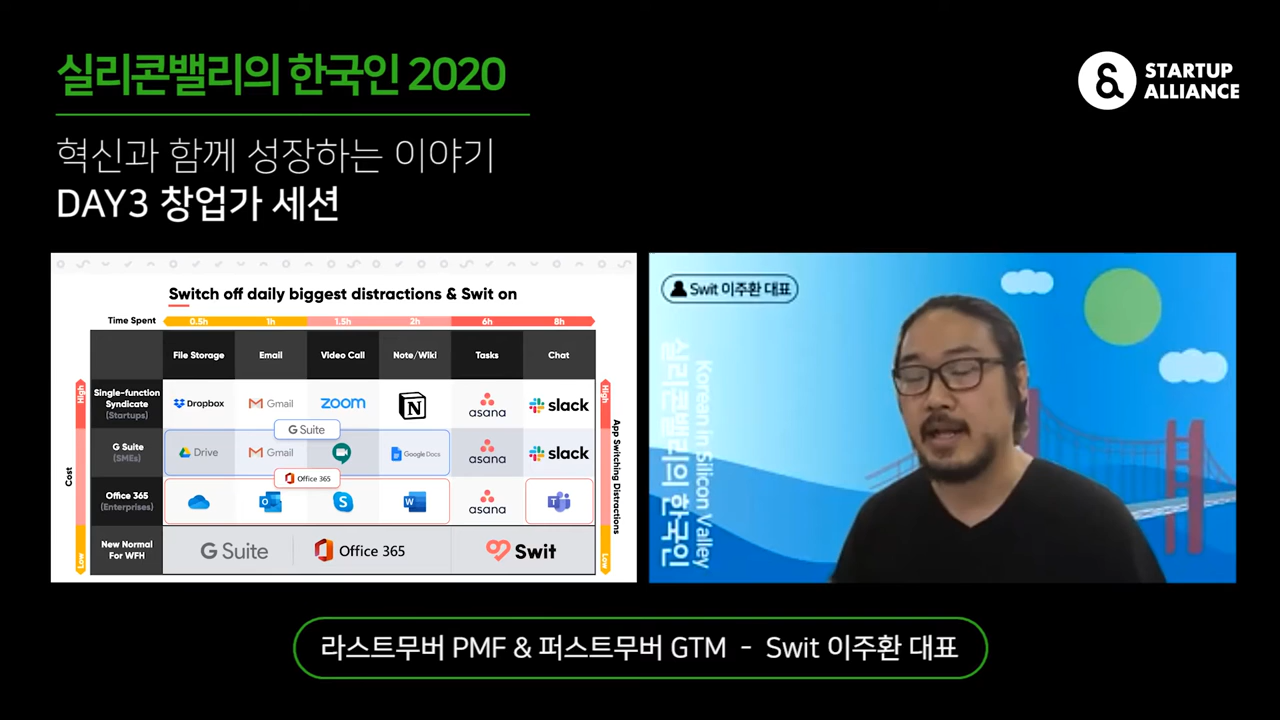 실리콘밸리의 한국인 2020
STARTUP
ALLIANCE
혁신과 함께 성장하는 이야기
DAY3 창업가 세션
Switch off daily biggest distractions & Swit on
Time Spent 0.5h 1h 1.5h 2h 6h 8h
File Storage Email Video Call Note/Wiki Tasks Chat
High
Single-function
Syndicate
(Startups)
Dropbox Gmail zoom N asana slack
High
G Suite
G Suite
(SMEs)
Drive Gmail Google Docs asana slack
Office 365
Cost
App Switching Distractions
Office 365
(Enterprises)
O S W asana T
New Normal
For WFH
G Suite Office 365 Swit
Low
Low
Swit 이주환 대표
실리콘밸리의 한국인
Korean in Silicon Valley
라스트무버 PMF & 퍼스트무버 GTM - Swit 이주환 대표